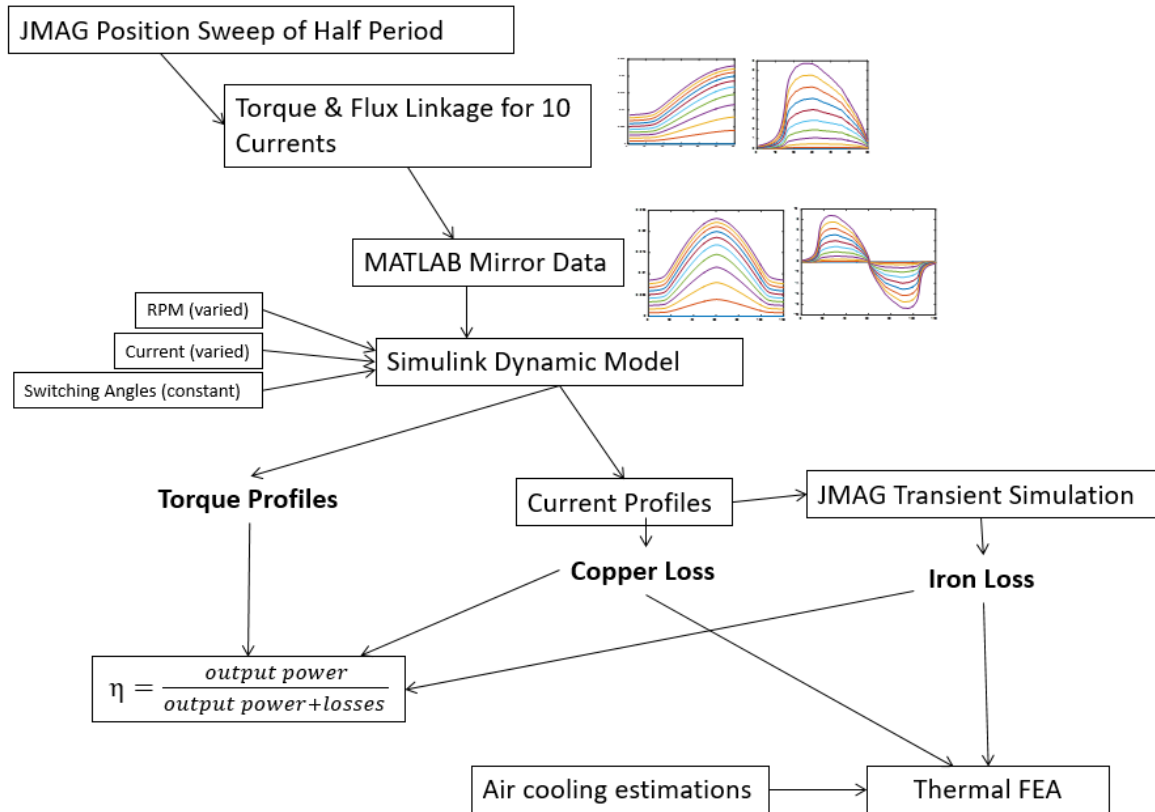 JMAG Position Sweep of Half Period
Torque & Flux Linkage for 10
Currents
MATLAB Mirror Data
RPM (varied)
Current (varied)
Switching Angles (constant)
Simulink Dynamic Model
Torque Profiles
Current Profiles
JMAG Transient Simulation
Copper Loss
Iron Loss
η = output power
output power+losses
Air cooling estimations
Thermal FEA